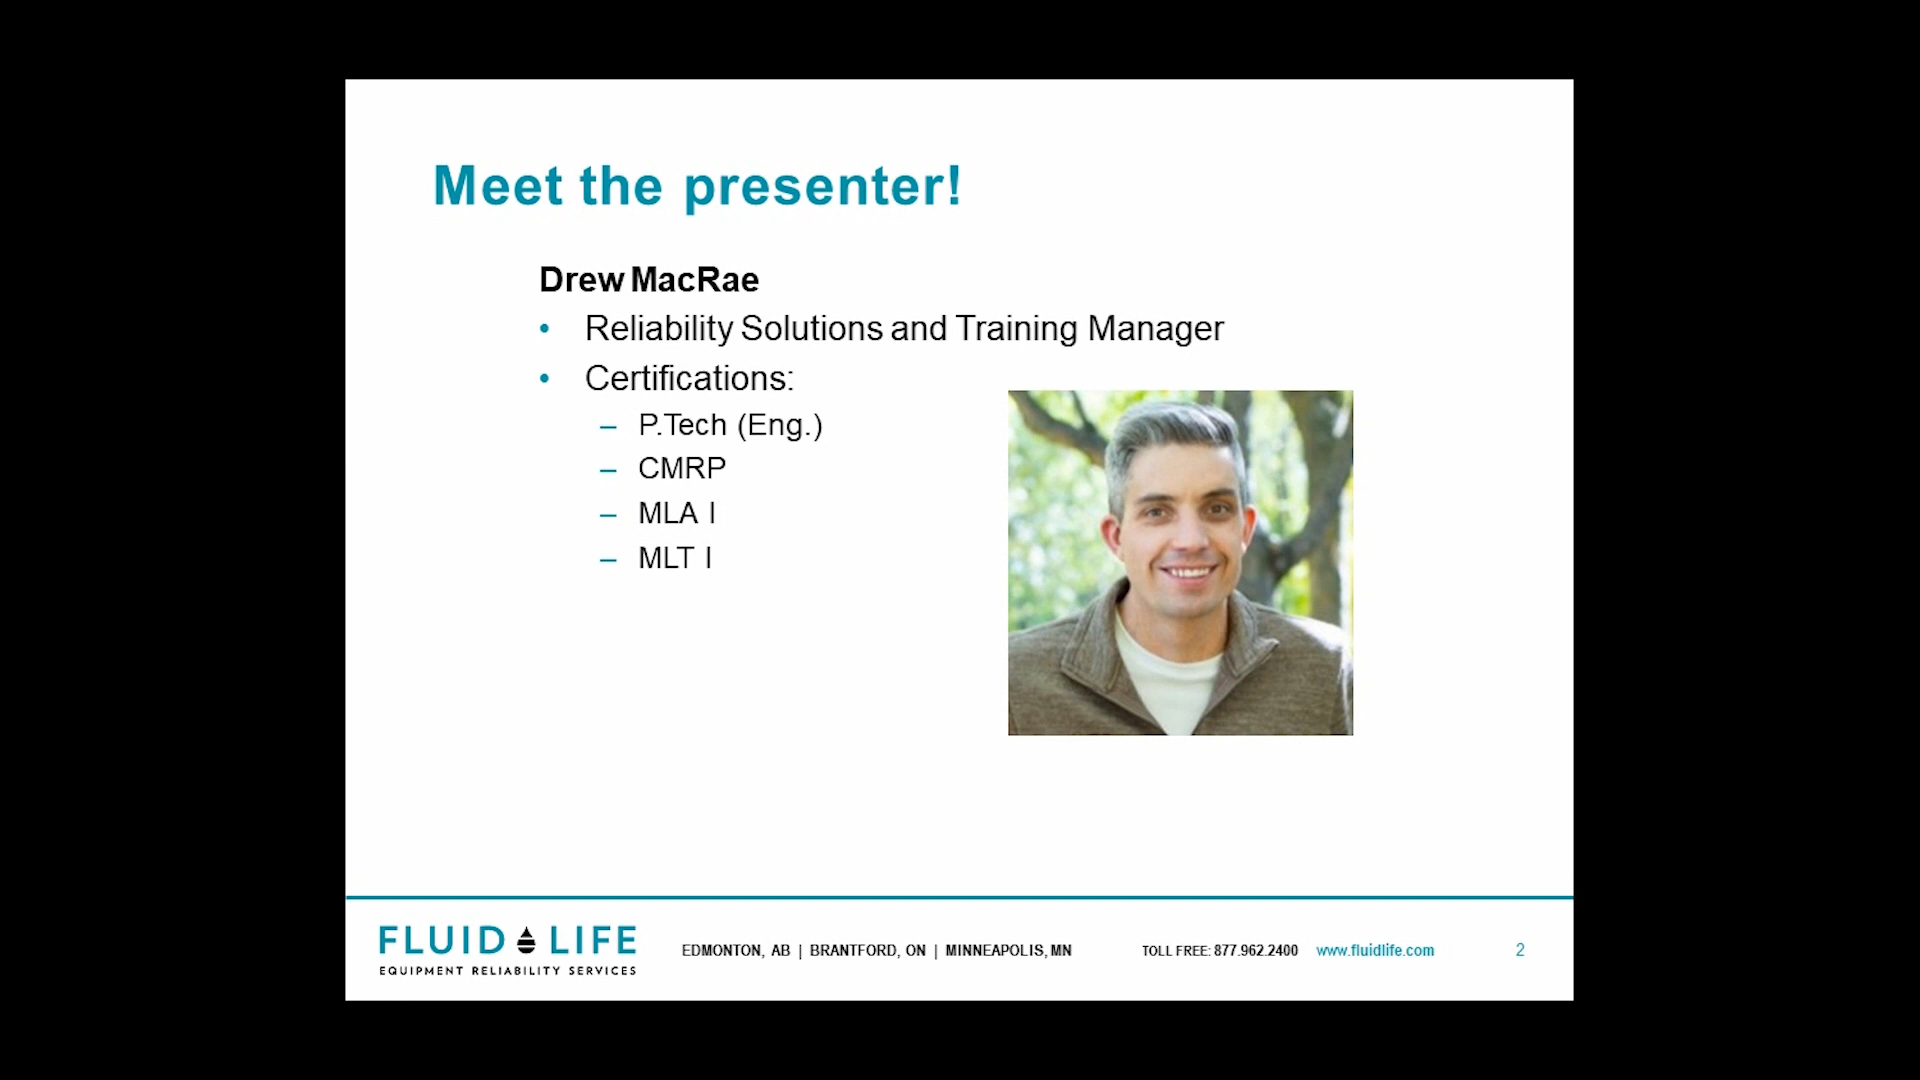 Meet the presenter!
Drew MacRae
• Reliability Solutions and Training Manager
• Certifications:
– P.Tech (Eng.)
– CMRP
– MLA I
– MLT I
FLUID LIFE
EQUIPMENT RELIABILITY SERVICES
EDMONTON, AB | BRANTFORD, ON | MINNEAPOLIS, MN
TOLL FREE: 877.962.2400 www.fluidlife.com
2